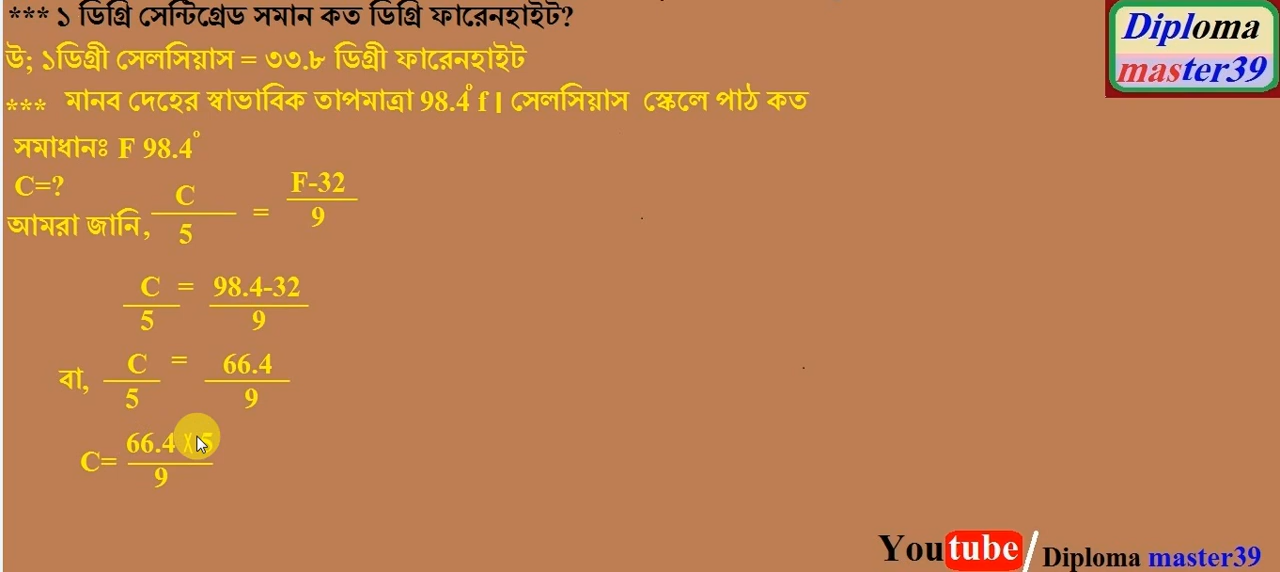 *** ১ ডিগ্রি সেন্টিগ্রেড সমান কত ডিগ্রি ফারেনহাইট?
উ; ১ডিগ্রী সেলসিয়াস = ৩৩.৮ ডিগ্রী ফারেনহাইট
*** মানব দেহের স্বাভাবিক তাপমাত্রা 98.4° f। সেলসিয়াস স্কেলে পাঠ কত
সমাধানঃ F 98.4°
C=?
আমরা জানি,
C
5
=
F-32
9
C = 98.4-32
5 9
বা, C = 66.4
5 9
C= 66.4 X 5
9
Diploma
master39
YouTube/Diploma master39